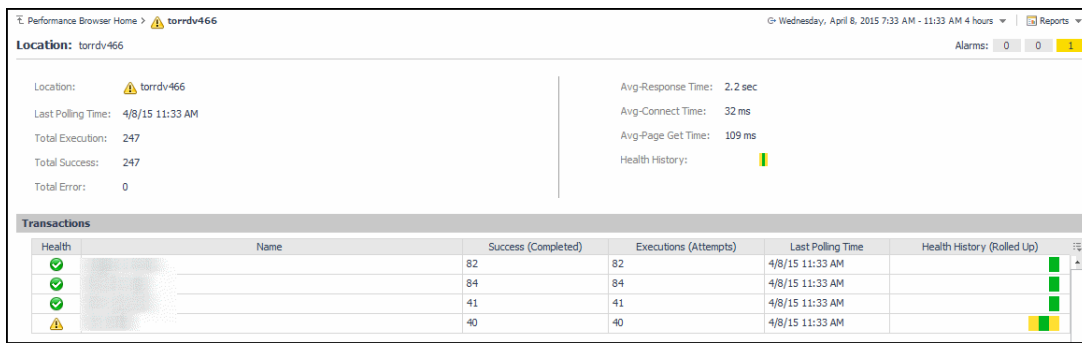 Performance Browser Home > torrdv466
Wednesday, April 8, 2015 7:33 AM - 11:33 AM 4 hours Reports
Location: torrdv466
Alarms: 0 0 1
Location: torrdv466
Last Polling Time: 4/8/15 11:33 AM
Total Execution: 247
Total Success: 247
Total Error: 0
Avg-Response Time: 2.2 sec
Avg-Connect Time: 32 ms
Avg-Page Get Time: 109 ms
Health History:
Transactions
Health Name Success (Completed) Executions (Attempts) Last Polling Time Health History (Rolled Up)
82 82 4/8/15 11:33 AM
84 84 4/8/15 11:33 AM
41 41 4/8/15 11:33 AM
40 40 4/8/15 11:33 AM